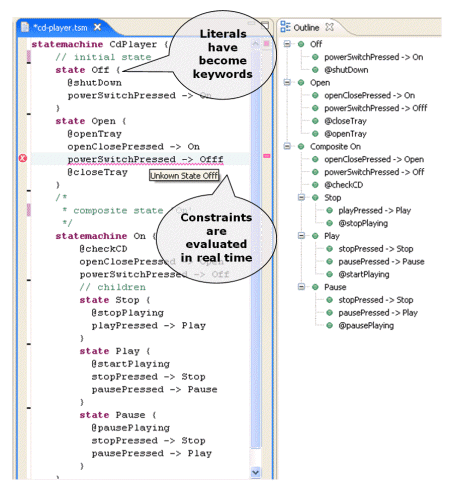 *cd-player.tsm
statemachine CdPlayer {
// initial state
state Off {
@shutDown
powerSwitchPressed -> On
}
state Open {
@openTray
openClosePressed -> On
powerSwitchPressed -> Offf
@closeTray
}
/*
* composite state
*/
statemachine On {
@checkCD
openClosePressed -> Open
powerSwitchPressed -> Off
// children
state Stop {
@stopPlaying
playPressed -> Play
}
state Play {
@startPlaying
stopPressed -> Stop
pausePressed -> Pause
}
state Pause {
@pausePlaying
stopPressed -> Stop
pausePressed -> Play
}
}
Literals
have
become
keywords
Unkown State Offf
Constraints
are
evaluated
in real time
Outline
Off
powerSwitchPressed -> On
@shutDown
Open
openClosePressed -> On
powerSwitchPressed -> Offf
@closeTray
@openTray
Composite On
openClosePressed -> Open
powerSwitchPressed -> Off
@checkCD
Stop
playPressed -> Play
@stopPlaying
Play
stopPressed -> Stop
pausePressed -> Pause
@startPlaying
Pause
stopPressed -> Stop
pausePressed -> Play
@pausePlaying